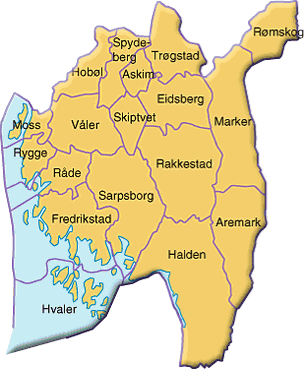 Rømskog
Spyde-
berg
Trøgstad
Hobøl
Askim
Eidsberg
Moss
Våler
Skiptvet
Marker
Rygge
Råde
Rakkestad
Sarpsborg
Fredrikstad
Aremark
Halden
Hvaler